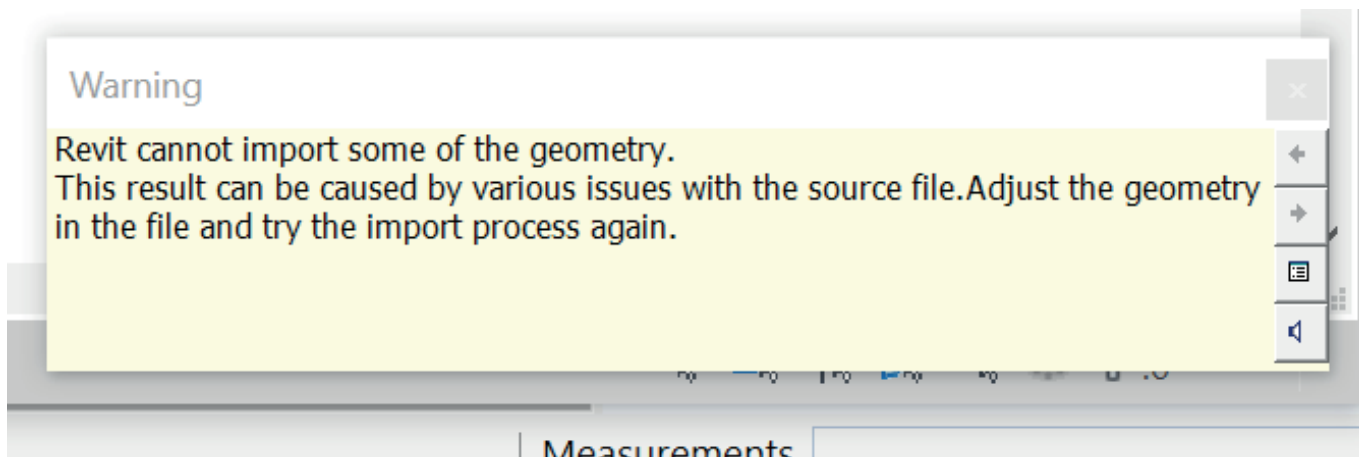 Warning
Revit cannot import some of the geometry.
This result can be caused by various issues with the source file.Adjust the geometry
in the file and try the import process again.
Measurements